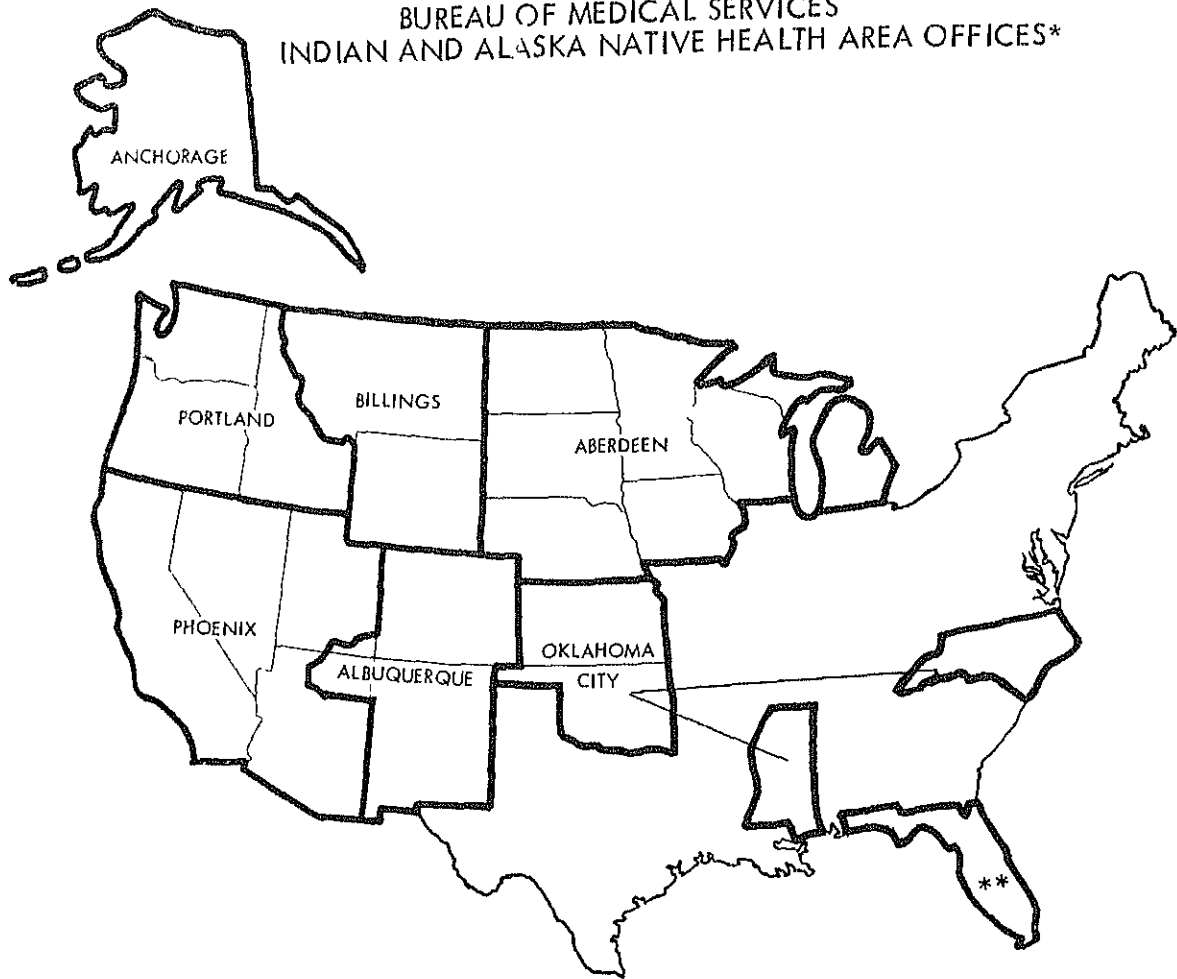 BUREAU OF MEDICAL SERVICES
INDIAN AND ALASKA NATIVE HEALTH AREA OFFICES*
ANCHORAGE
PORTLAND
BILLINGS
ABERDEEN
PHOENIX
ALBUQUERQUE
OKLAHOMA
CITY
**